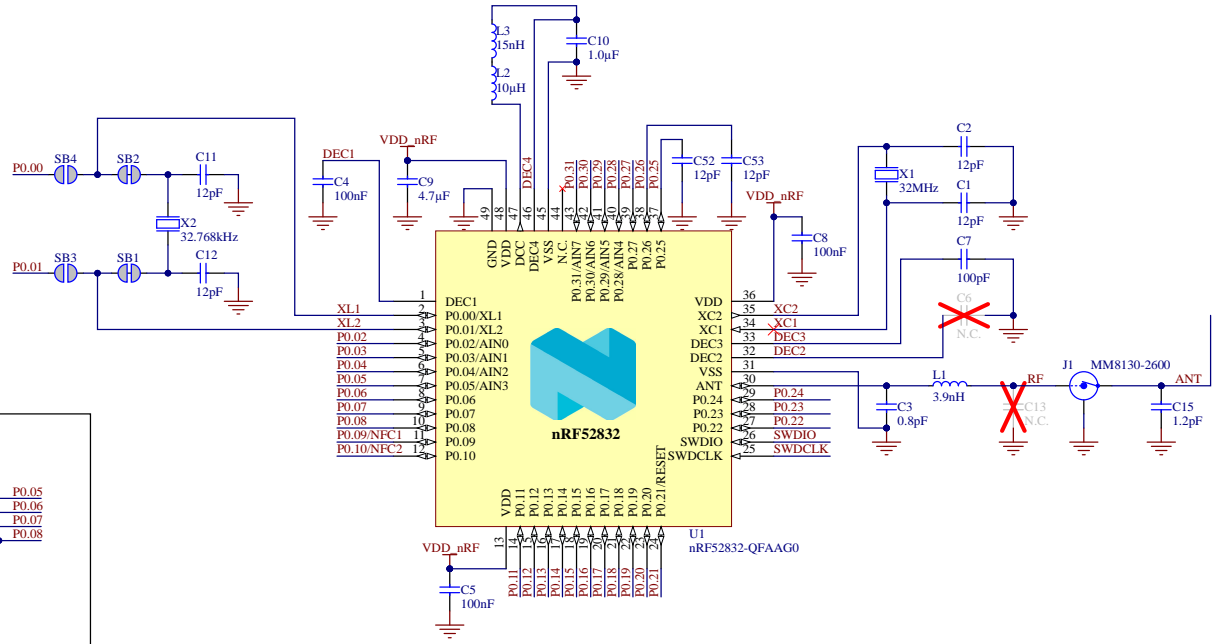 L3
15nH
L2
10µH
C10
1.0µF
P0.00
SB4
SB2
C11
12pF
X2
32.768kHz
P0.01
SB3
SB1
C12
12pF
DEC1
C4
100nF
VDD_nRF
C9
4.7µF
DEC4
P0.31
P0.30
P0.29
P0.28
P0.27
P0.26
P0.25
C52
12pF
C53
12pF
VDD_nRF
C8
100nF
C2
12pF
X1
32MHz
C1
12pF
C7
100pF
C6
N.C.
49
48
47
46
45
44
43
42
41
40
39
38
37
GND
VDD
DCC
DEC4
VSS
N.C.
P0.31/AIN7
P0.30/AIN6
P0.29/AIN5
P0.28/AIN4
P0.27
P0.26
P0.25
1 DEC1
XL1 2 P0.00/XL1
XL2 3 P0.01/XL2
P0.02 4 P0.02/AIN0
P0.03 5 P0.03/AIN1
P0.04 6 P0.04/AIN2
P0.05 7 P0.05/AIN3
P0.06 8 P0.06
P0.07 9 P0.07
P0.08 10 P0.08
P0.09/NFC1 11 P0.09
P0.10/NFC2 12 P0.10
nRF52832
VDD 36
XC2 35 XC2
XC1 34 XC1
DEC3 33 DEC3
DEC2 32 DEC2
VSS 31
ANT 30
P0.24 29 P0.24
P0.23 28 P0.23
P0.22 27 P0.22
SWDIO 26 SWDIO
SWDCLK 25 SWDCLK
C3
0.8pF
L1
3.9nH
RF
C13
N.C.
J1
MM8130-2600
ANT
C15
1.2pF
VDD
P0.11
P0.12
P0.13
P0.14
P0.15
P0.16
P0.17
P0.18
P0.19
P0.20
P0.21/RESET
13
14
15
16
17
18
19
20
21
22
23
24
U1
nRF52832-QFAAG0
P0.11
P0.12
P0.13
P0.14
P0.15
P0.16
P0.17
P0.18
P0.19
P0.20
P0.21
VDD_nRF
C5
100nF
P0.05
P0.06
P0.07
P0.08